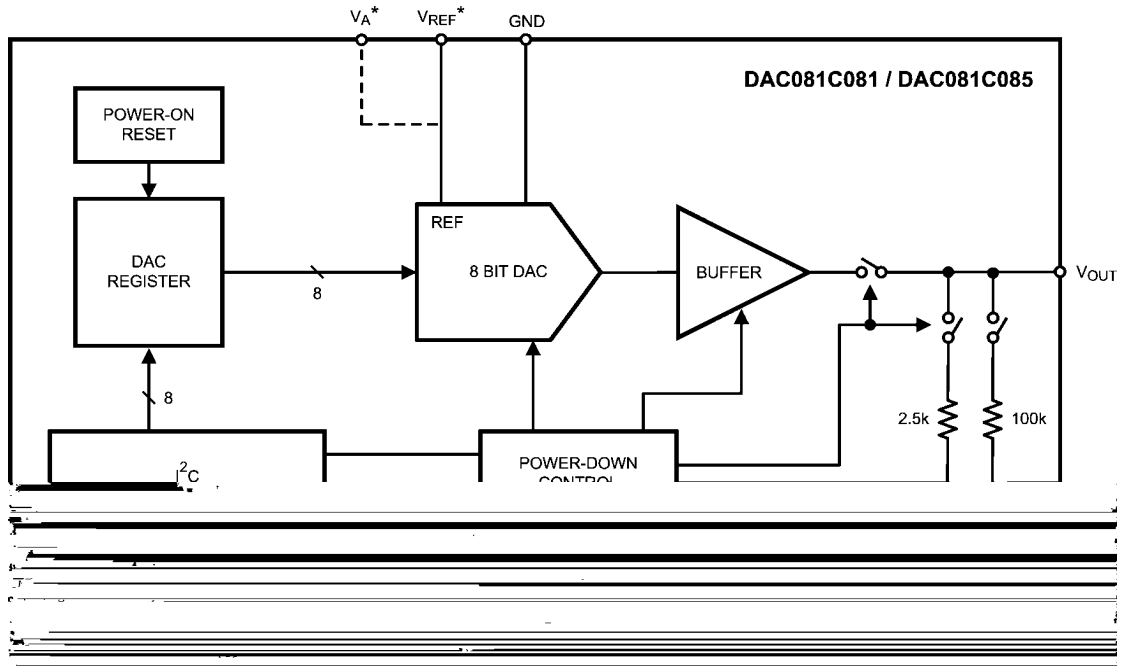 VA* VREF* GND
DAC081C081 / DAC081C085
POWER-ON
RESET
REF
DAC
REGISTER
8
8 BIT DAC
BUFFER
VOUT
8
2.5k
100k
I2C
POWER-DOWN
CONTROL